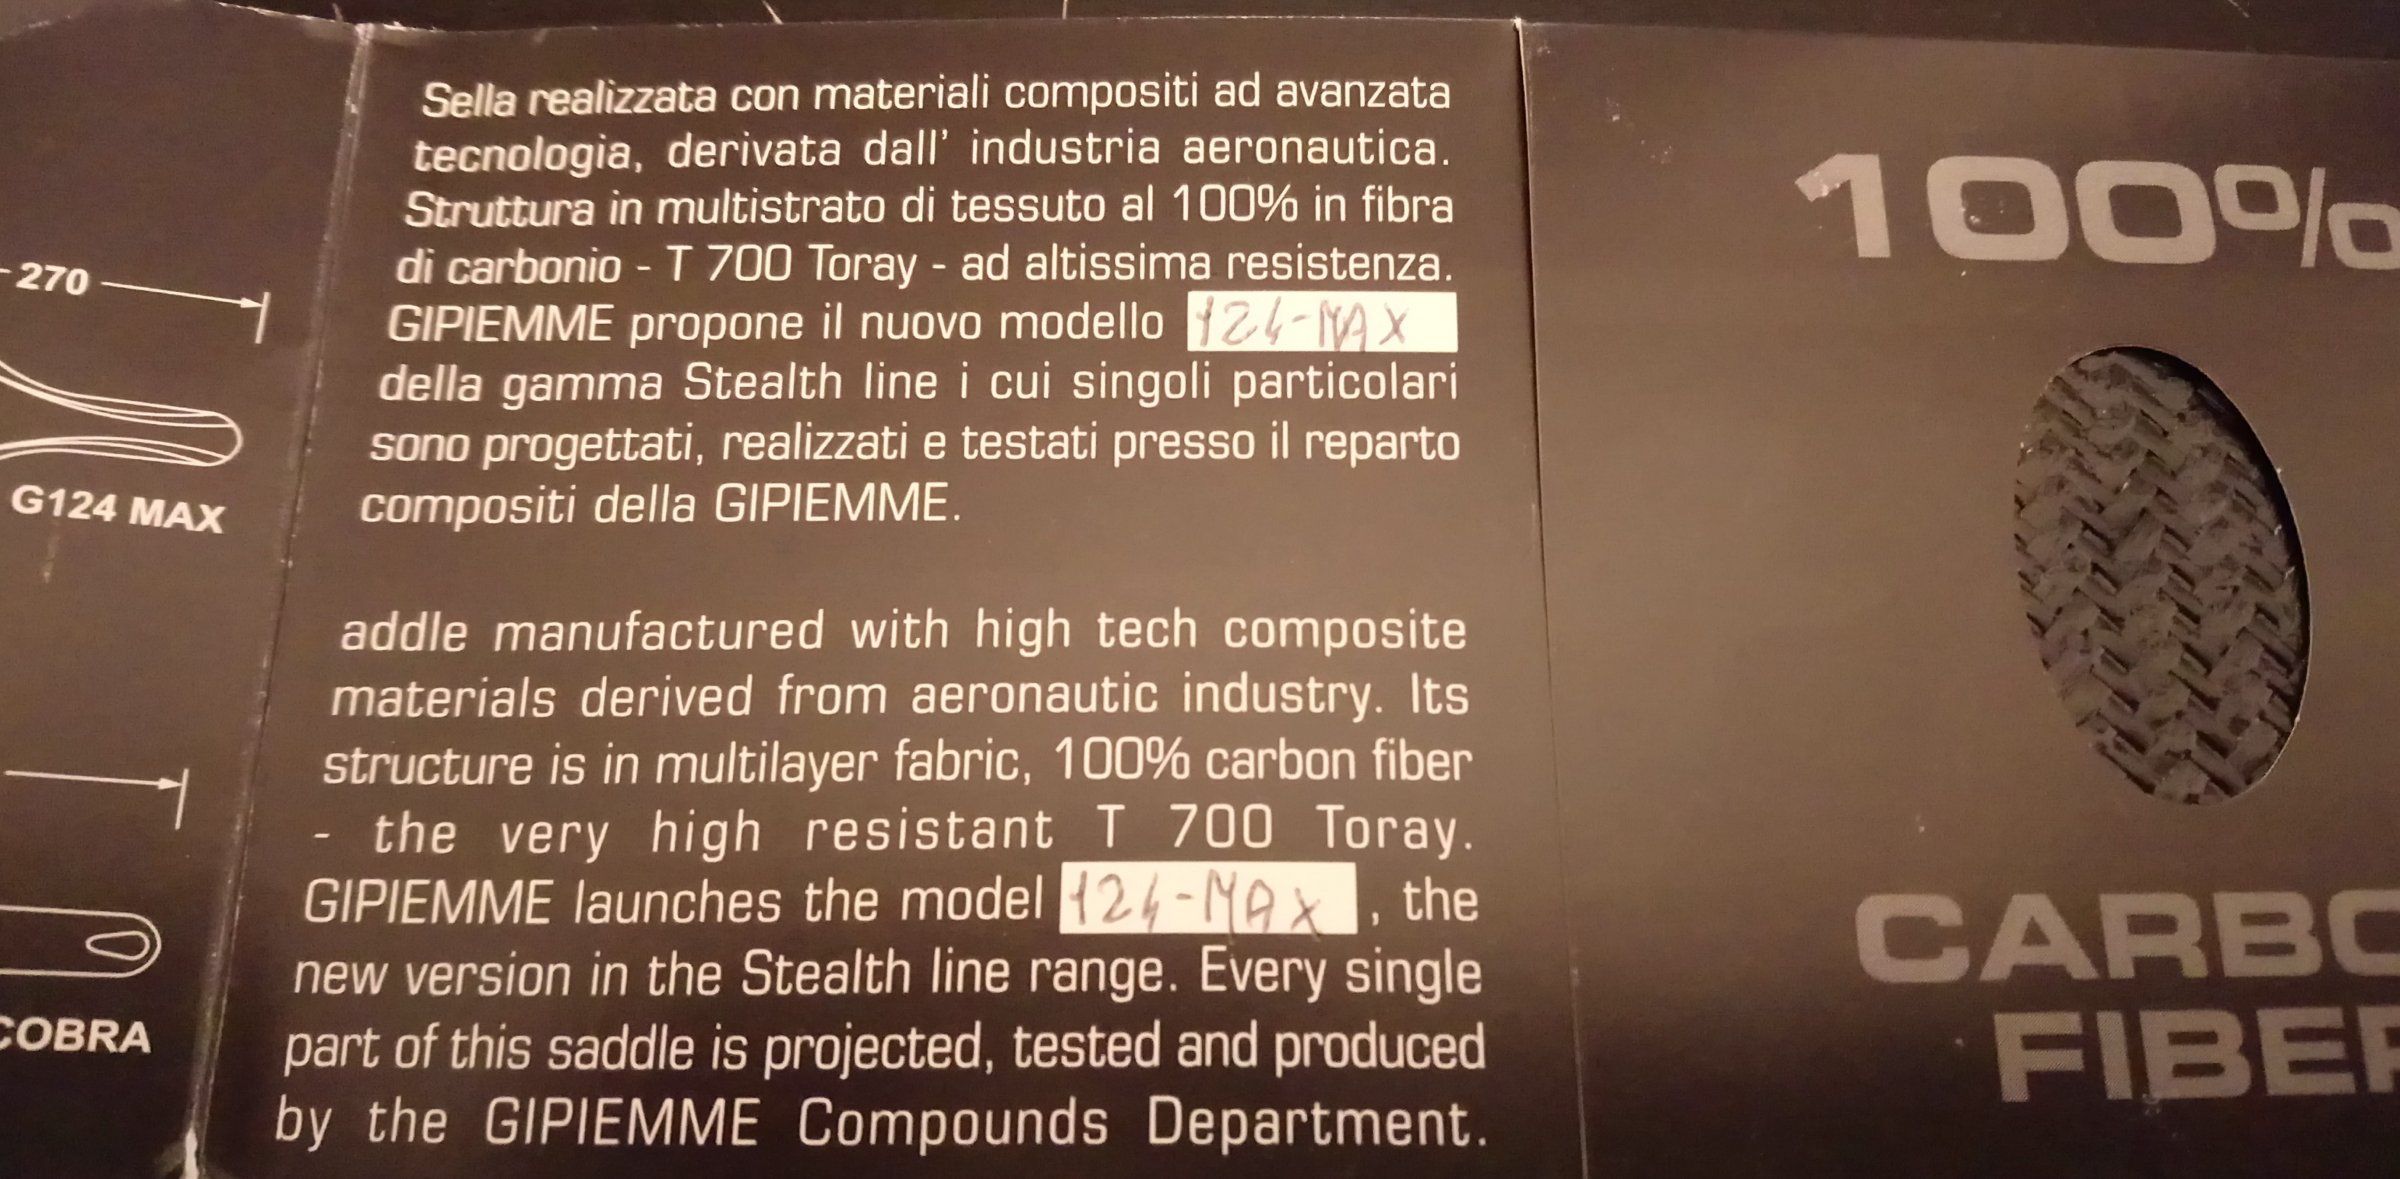 270
G124 MAX
COBRA
Sella realizzata con materiali compositi ad avanzata
tecnologia, derivata dall' industria aeronautica.
Struttura in multistrato di tessuto al 100% in fibra
di carbonio - T 700 Toray - ad altissima resistenza.
GIPIEMME propone il nuovo modello 124-MAX
della gamma Stealth line i cui singoli particolari
sono progettati, realizzati e testati presso il reparto
compositi della GIPIEMME.
addle manufactured with high tech composite
materials derived from aeronautic industry. Its
structure is in multilayer fabric, 100% carbon fiber
- the very high resistant T 700 Toray.
GIPIEMME launches the model 124-MAX , the
new version in the Stealth line range. Every single
part of this saddle is projected, tested and produced
by the GIPIEMME Compounds Department.
100%
CARBO
FIBER